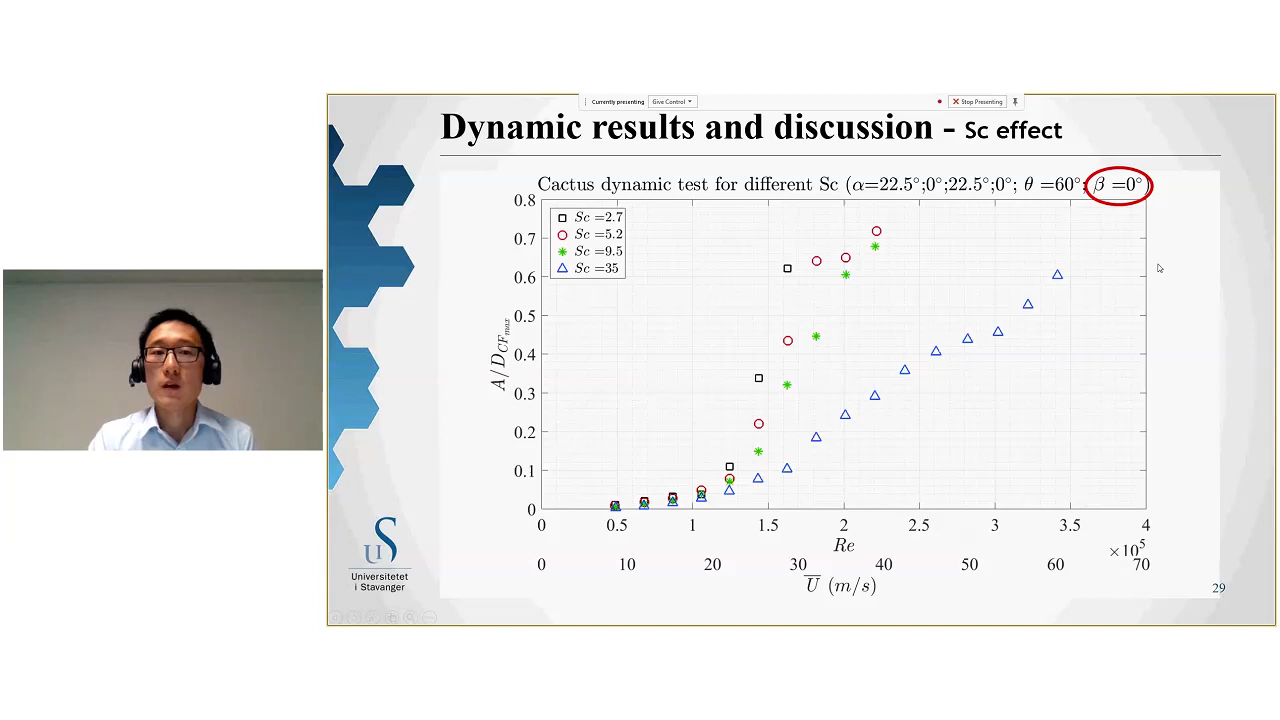 Currently presenting Give Control Stop Presenting
Dynamic results and discussion - Sc effect
Cactus dynamic test for different Sc (α=22.5°;0°;22.5°;0°; θ =60°; β =0°)
0.8
0.7
0.6
0.5
0.4
0.3
0.2
0.1
0
A/D_CF_max
Sc =2.7
Sc =5.2
Sc =9.5
Sc =35
0 0.5 1 1.5 2 2.5 3 3.5 4
Re
×10⁵
0 10 20 30 40 50 60 70
U̅ (m/s)
US
Universitetet
i Stavanger
29